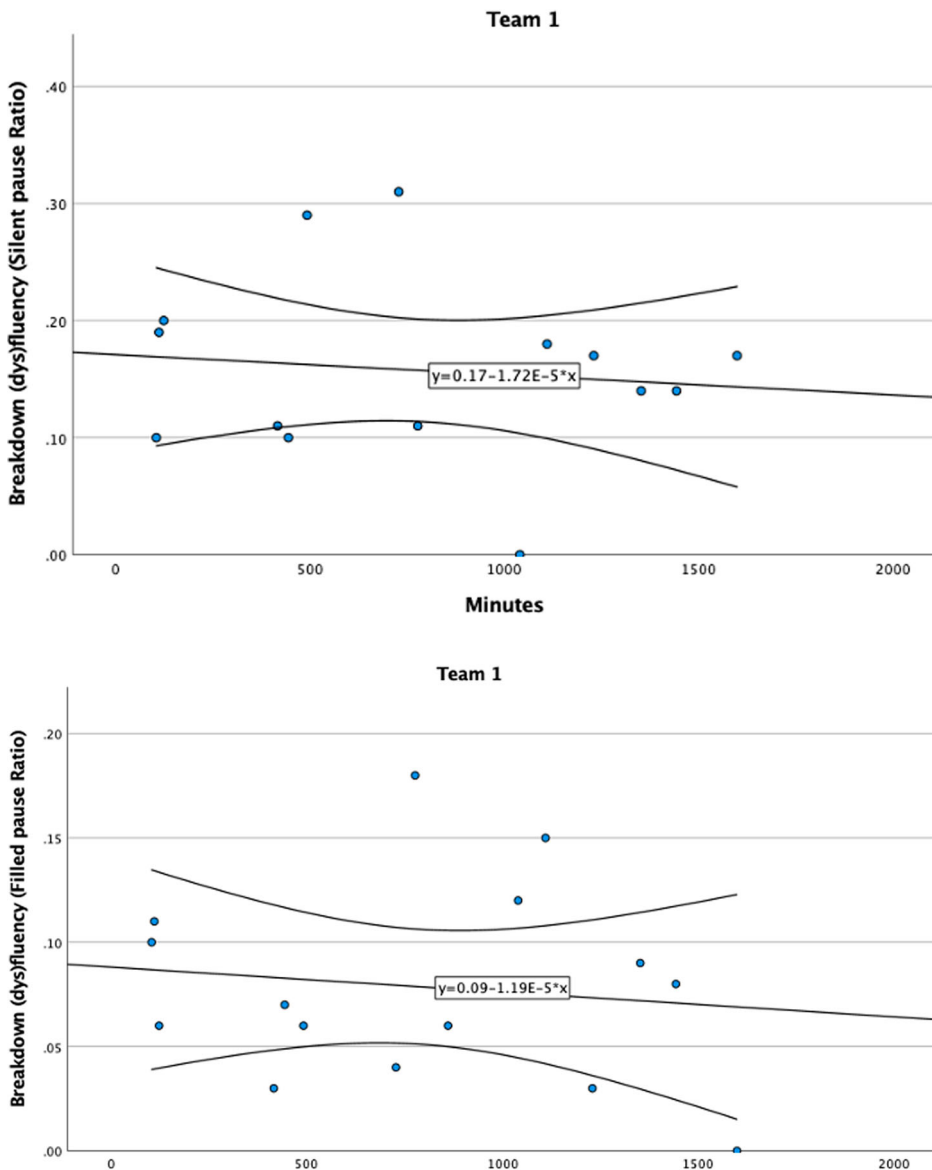 Team 1
Breakdown (dys)fluency (Silent pause Ratio)
.40
.30
.20
.10
.00
y=0.17-1.72E-5*x
0 500 1000 1500 2000
Minutes
Team 1
Breakdown (dys)fluency (Filled pause Ratio)
.20
.15
.10
.05
.00
y=0.09-1.19E-5*x
0 500 1000 1500 2000